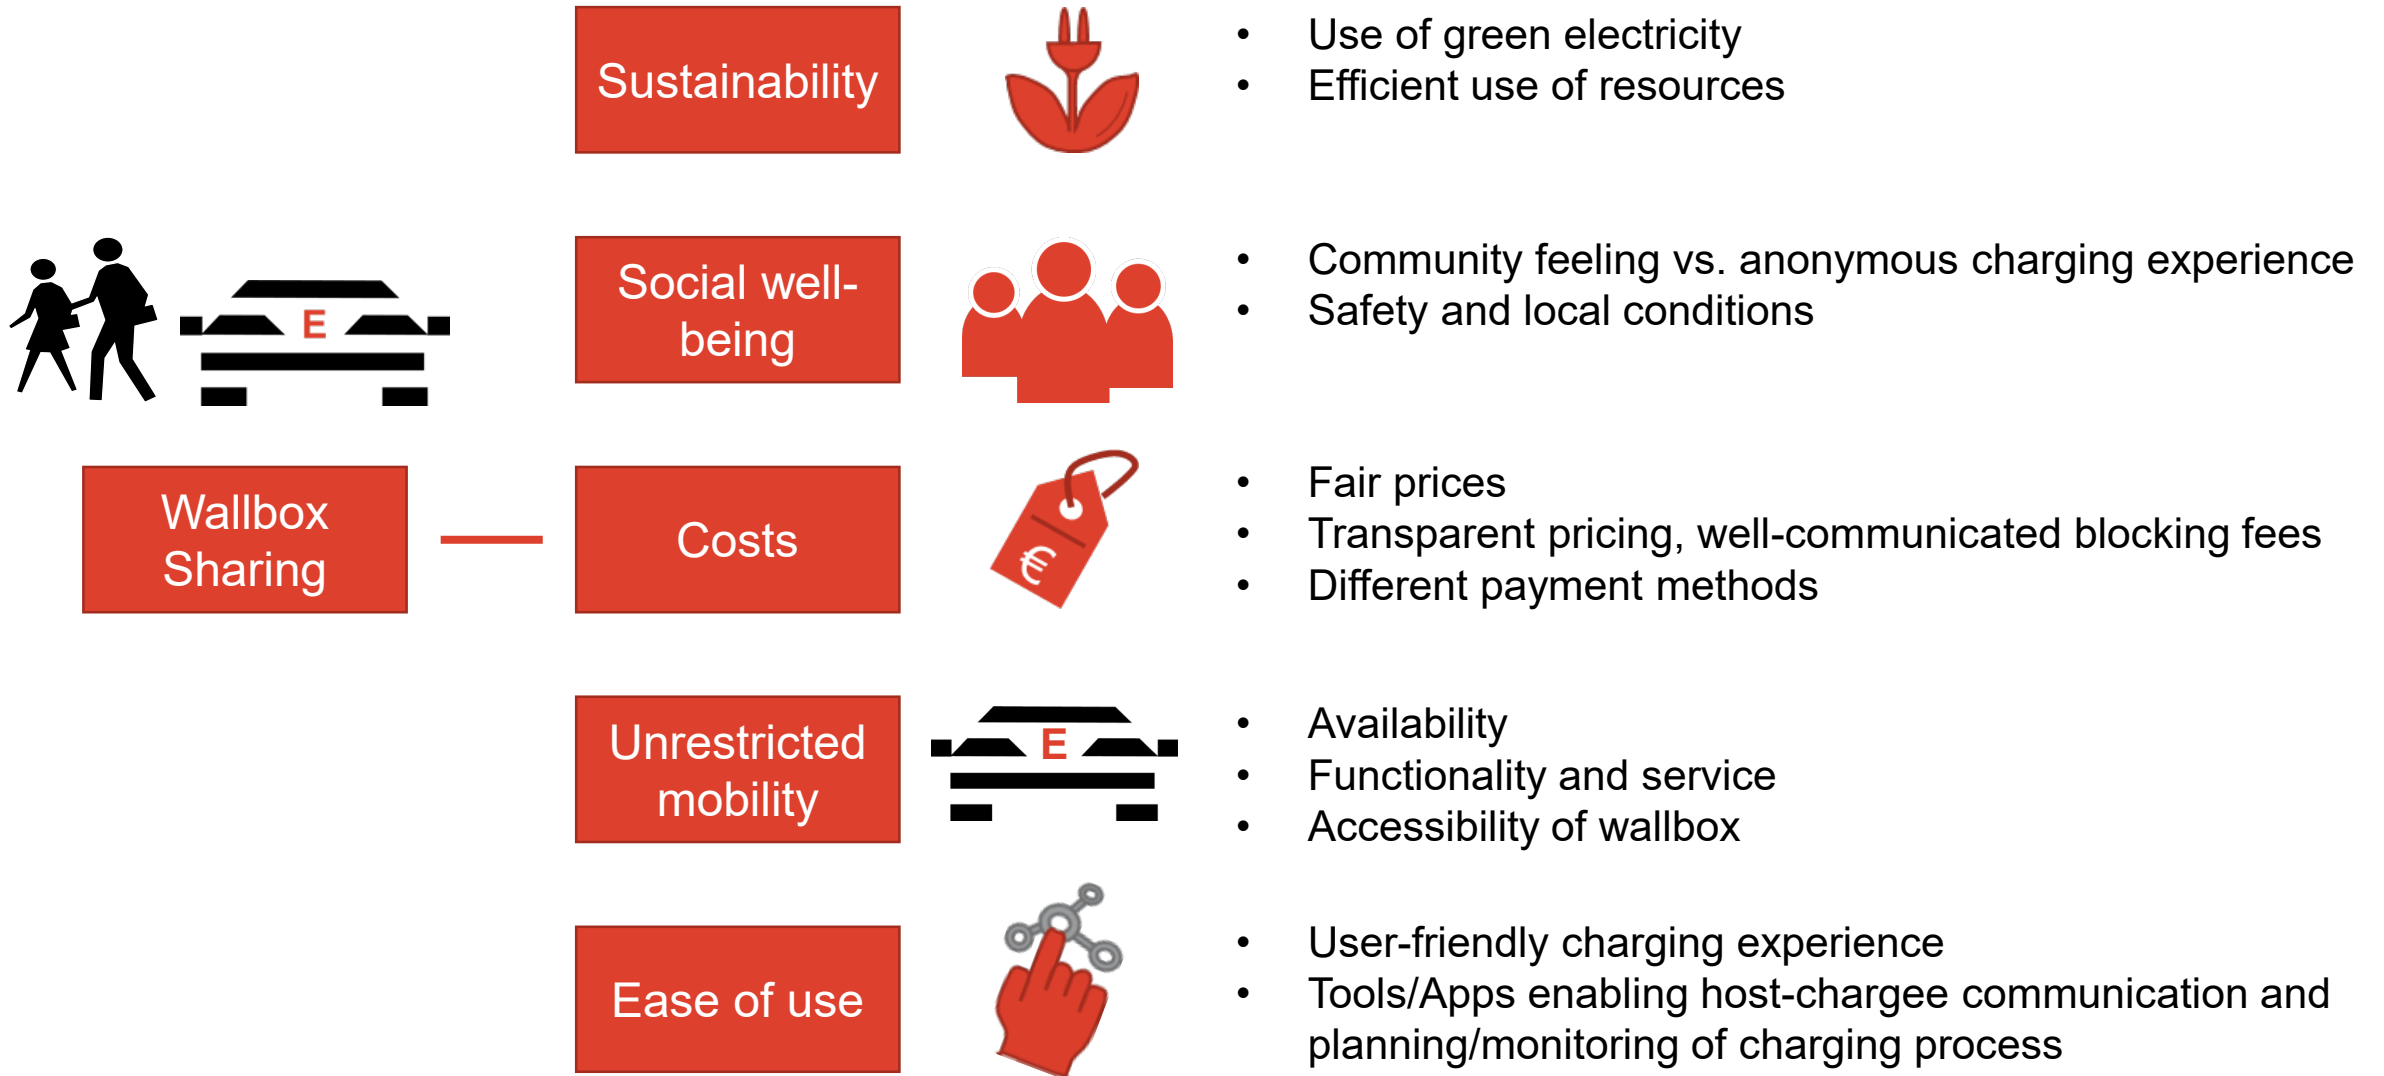 Sustainability
• Use of green electricity
• Efficient use of resources
E
Social well-
being
• Community feeling vs. anonymous charging experience
• Safety and local conditions
Wallbox
Sharing
Costs
€
• Fair prices
• Transparent pricing, well-communicated blocking fees
• Different payment methods
Unrestricted
mobility
E
• Availability
• Functionality and service
• Accessibility of wallbox
Ease of use
• User-friendly charging experience
• Tools/Apps enabling host-chargee communication and
planning/monitoring of charging process